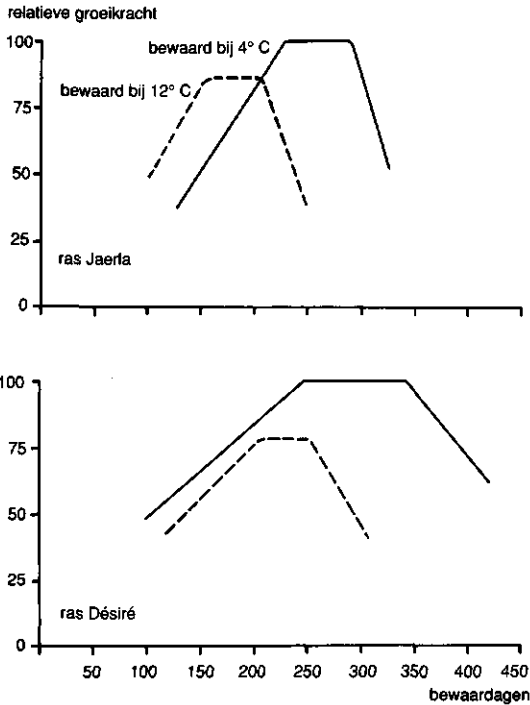 relatieve groeikracht
100
bewaard bij 4° C
bewaard bij 12° C
75
50
25
ras Jaerla
0
100
75
50
25
ras Désiré
0
50 100 150 200 250 300 350 400 450
bewaardagen